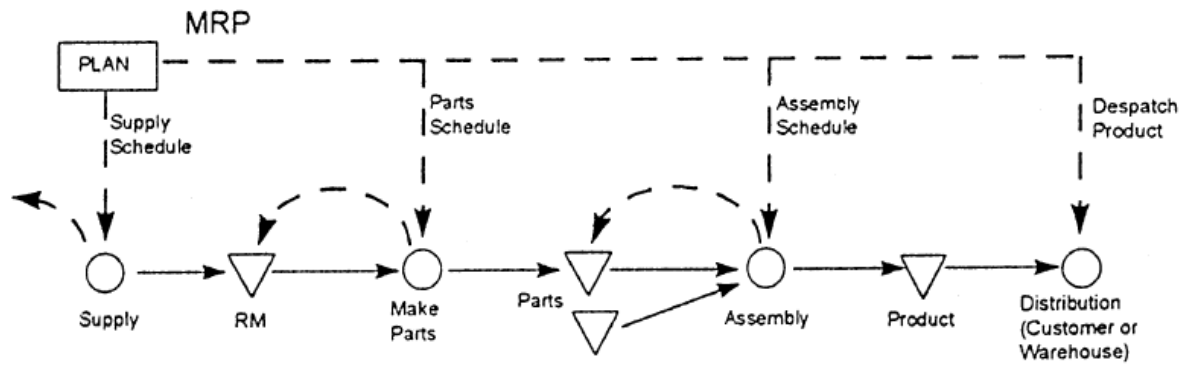 MRP
PLAN
Supply
Schedule
Parts
Schedule
Assembly
Schedule
Despatch
Product
Supply
RM
Make
Parts
Parts
Assembly
Product
Distribution
(Customer or
Warehouse)